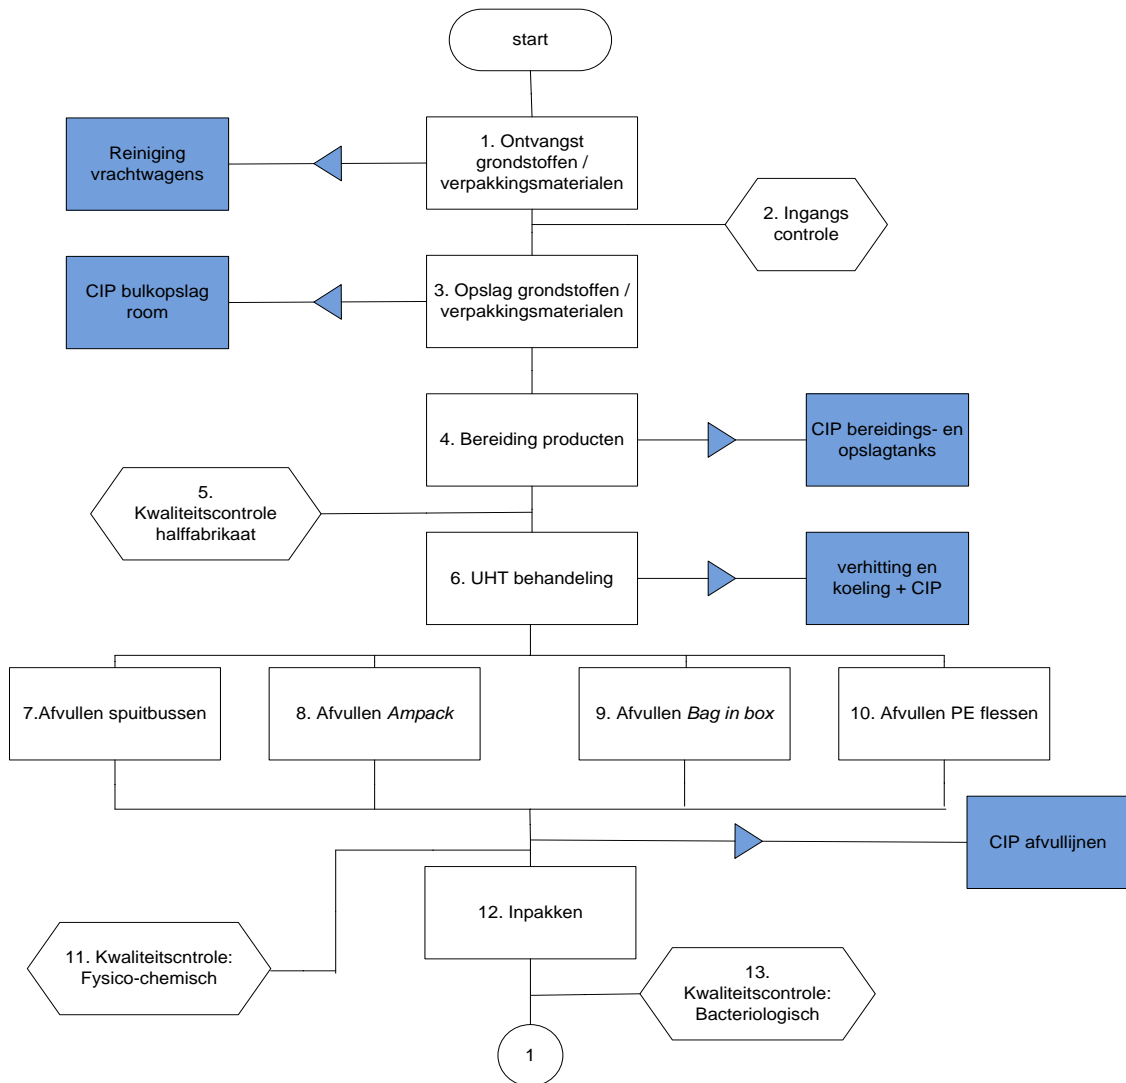 start
1. Ontvangst
grondstoffen /
verpakkingsmaterialen
Reiniging
vrachtwagens
2. Ingangs
controle
3. Opslag grondstoffen /
verpakkingsmaterialen
CIP bulkopslag
room
4. Bereiding producten
CIP bereidings- en
opslagtanks
5.
Kwaliteitscontrole
halffabrikaat
6. UHT behandeling
verhitting en
koeling + CIP
7.Afvullen spuitbussen
8. Afvullen Ampack
9. Afvullen Bag in box
10. Afvullen PE flessen
CIP afvullijnen
12. Inpakken
11. Kwaliteitscntrole:
Fysico-chemisch
13.
Kwaliteitscontrole:
Bacteriologisch
1